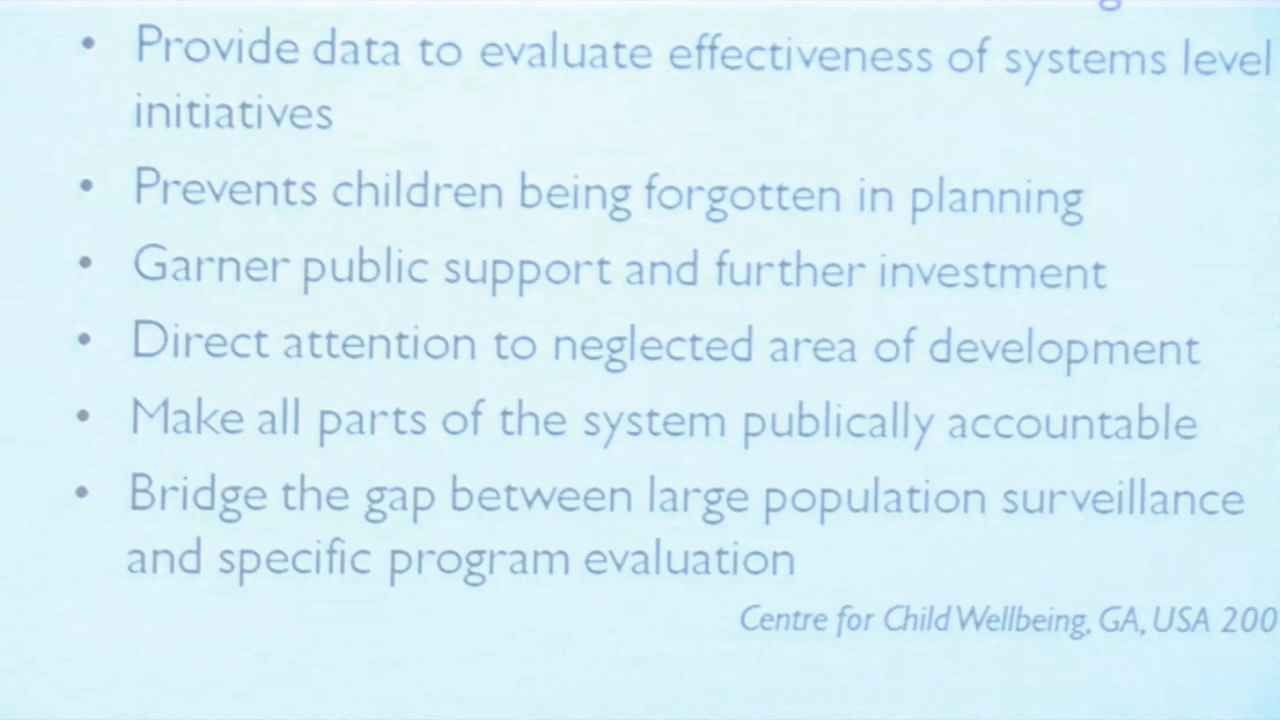 • Provide data to evaluate effectiveness of systems level
initiatives
• Prevents children being forgotten in planning
• Garner public support and further investment
• Direct attention to neglected area of development
• Make all parts of the system publically accountable
• Bridge the gap between large population surveillance
and specific program evaluation
Centre for Child Wellbeing, GA, USA 200